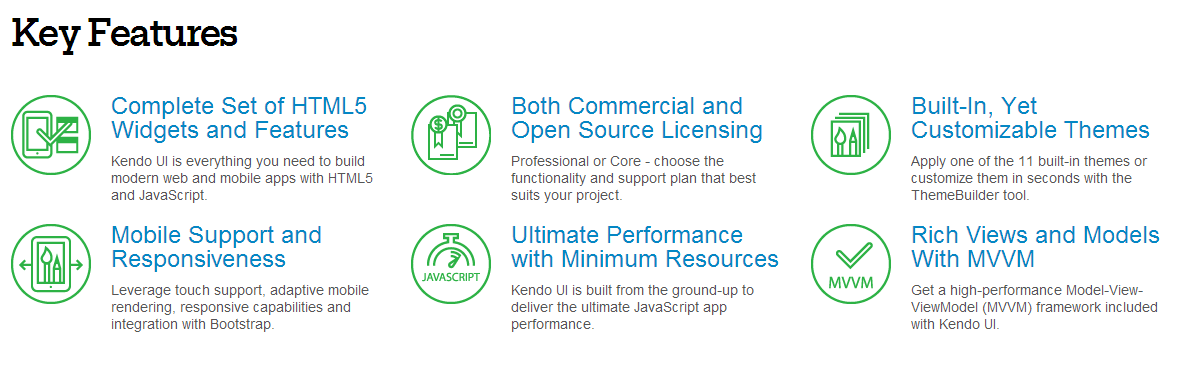 Key Features
Complete Set of HTML5
Widgets and Features
Kendo UI is everything you need to build
modern web and mobile apps with HTML5
and JavaScript.
$
Both Commercial and
Open Source Licensing
Professional or Core - choose the
functionality and support plan that best
suits your project.
Built-In, Yet
Customizable Themes
Apply one of the 11 built-in themes or
customize them in seconds with the
ThemeBuilder tool.
Mobile Support and
Responsiveness
Leverage touch support, adaptive mobile
rendering, responsive capabilities and
integration with Bootstrap.
JAVASCRIPT
Ultimate Performance
with Minimum Resources
Kendo UI is built from the ground-up to
deliver the ultimate JavaScript app
performance.
MVVM
Rich Views and Models
With MVVM
Get a high-performance Model-View-
ViewModel (MVVM) framework included
with Kendo UI.